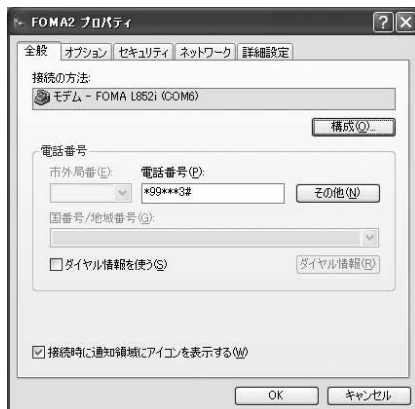 FOMA2 プロパティ
全般 オプション セキュリティ ネットワーク 詳細設定
接続の方法:
モデム - FOMA L852i (COM6)
構成(O)...
電話番号
市外局番(E): 電話番号(P):
*99***3# その他(N)
国番号/地域番号(G):
ダイヤル情報を使う(S) ダイヤル情報(R)
接続時に通知領域にアイコンを表示する(W)
OK キャンセル